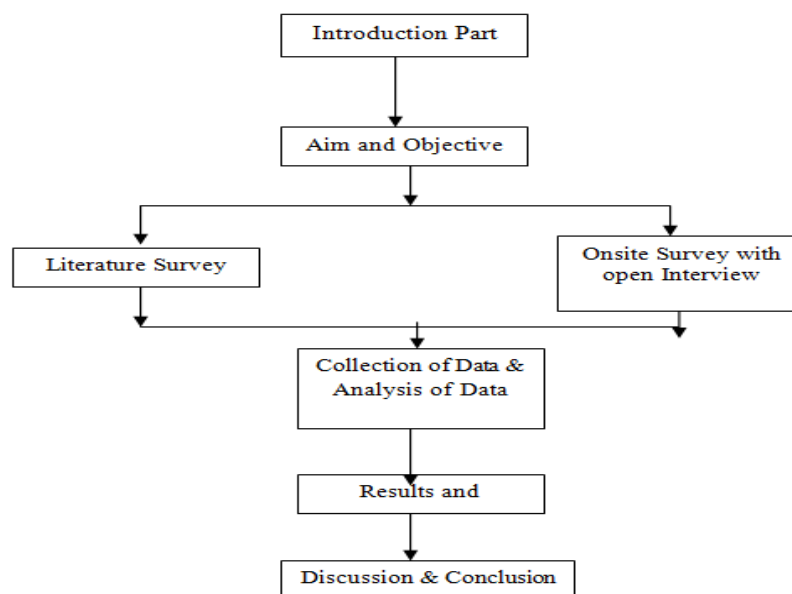 Introduction Part
Aim and Objective
Literature Survey
Onsite Survey with
open Interview
Collection of Data &
Analysis of Data
Results and
Discussion & Conclusion